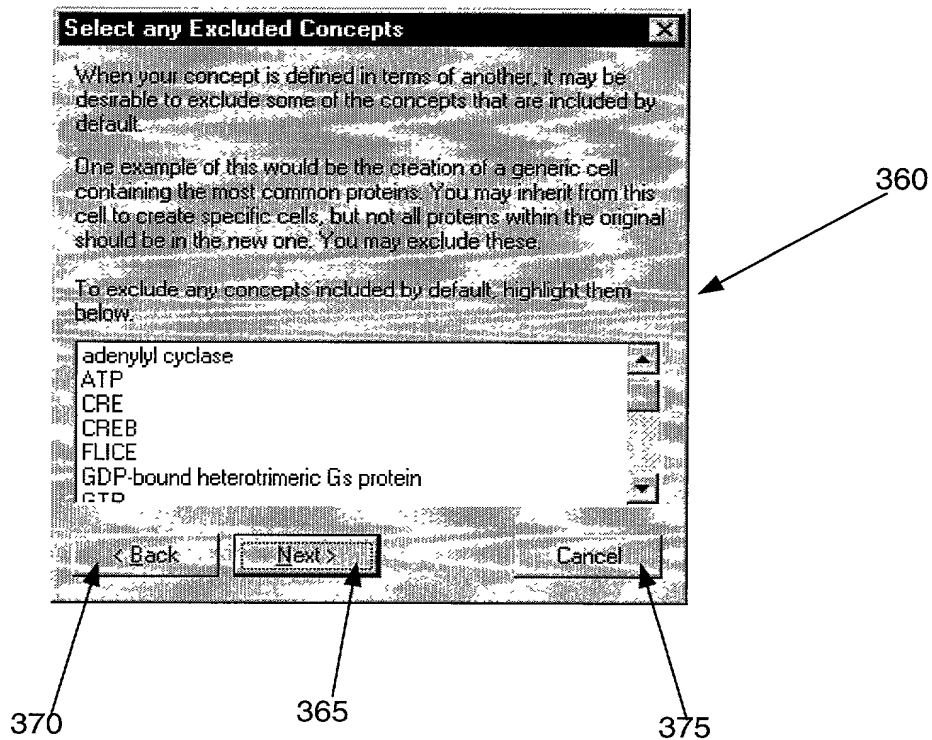 Select any Excluded Concepts
When your concept is defined in terms of another, it may be
desirable to exclude some of the concepts that are included by
default.
One example of this would be the creation of a generic cell
containing the most common proteins. You may inherit from this
cell to create specific cells, but not all proteins within the original
should be in the new one. You may exclude these.
To exclude any concepts included by default, highlight them
below.
adenylyl cyclase
ATP
CRE
CREB
FLICE
GDP-bound heterotrimeric Gs protein
GTP
< Back Next > Cancel
360
370 365 375